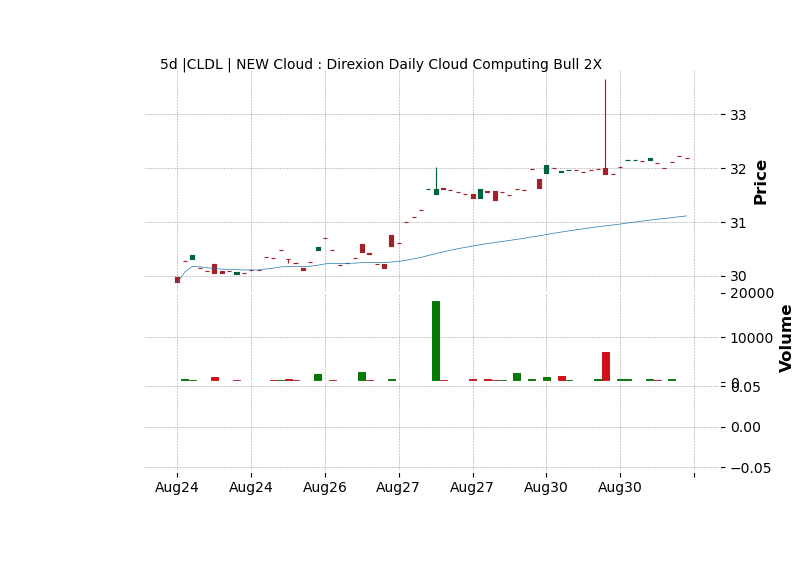 5d |CLDL | NEW Cloud : Direxion Daily Cloud Computing Bull 2X
33
32
31
30
Price
20000
10000
0
Volume
0.05
0.00
−0.05
Aug24 Aug24 Aug26 Aug27 Aug27 Aug30 Aug30